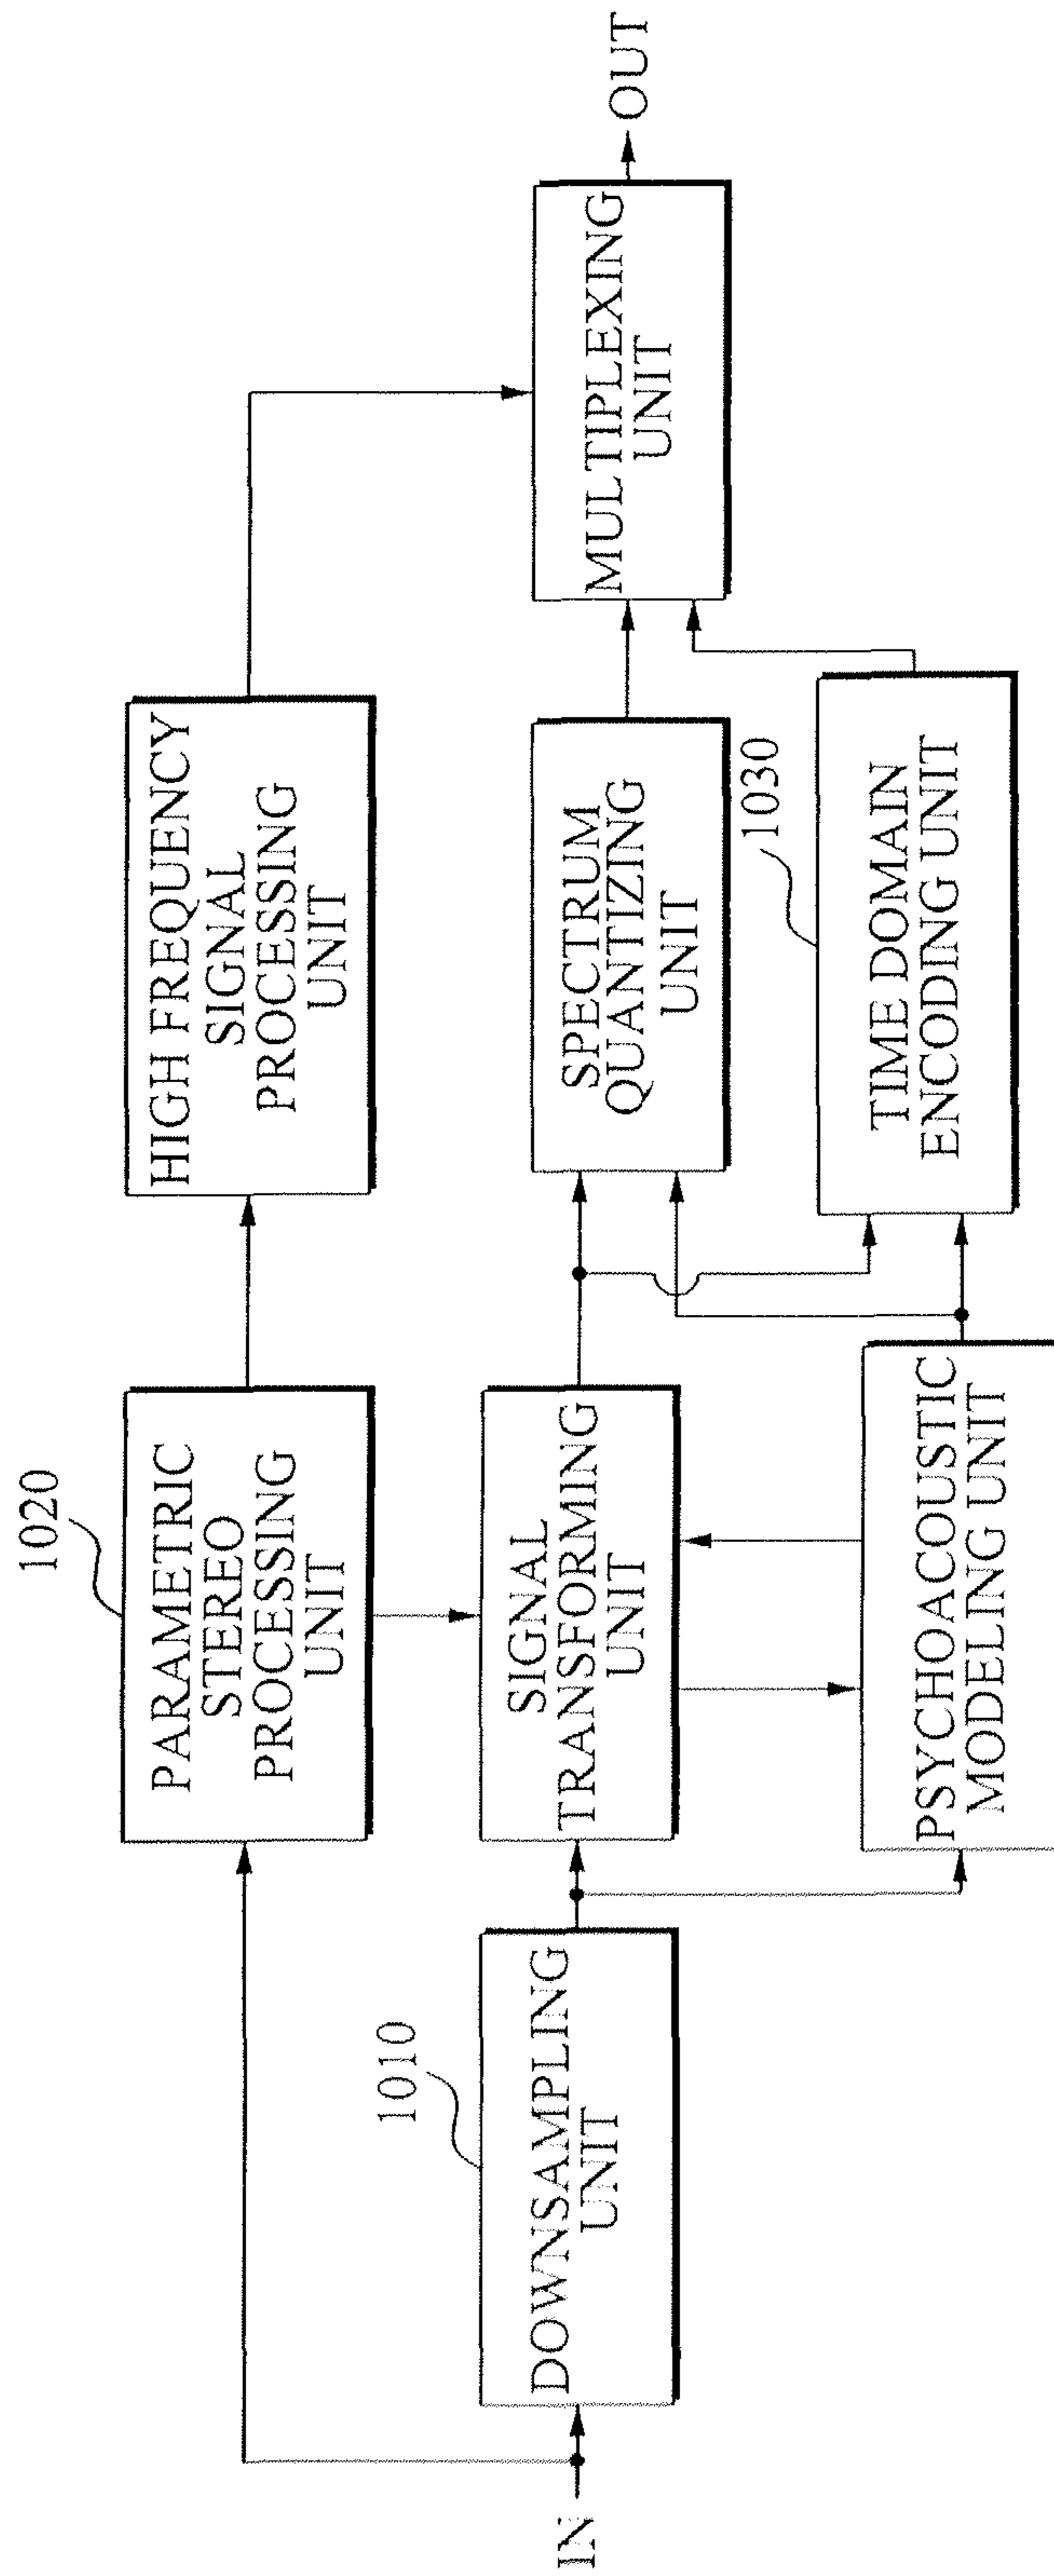 1020
PARAMETRIC
STEREO
PROCESSING
UNIT
HIGH FREQUENCY
SIGNAL
PROCESSING
UNIT
IN
1010
DOWNSAMPLING
UNIT
SIGNAL
TRANSFORMING
UNIT
SPECTRUM
QUANTIZING
UNIT
MULTIPLEXING
UNIT
OUT
1030
PSYCHOACOUSTIC
MODELING UNIT
TIME DOMAIN
ENCODING UNIT